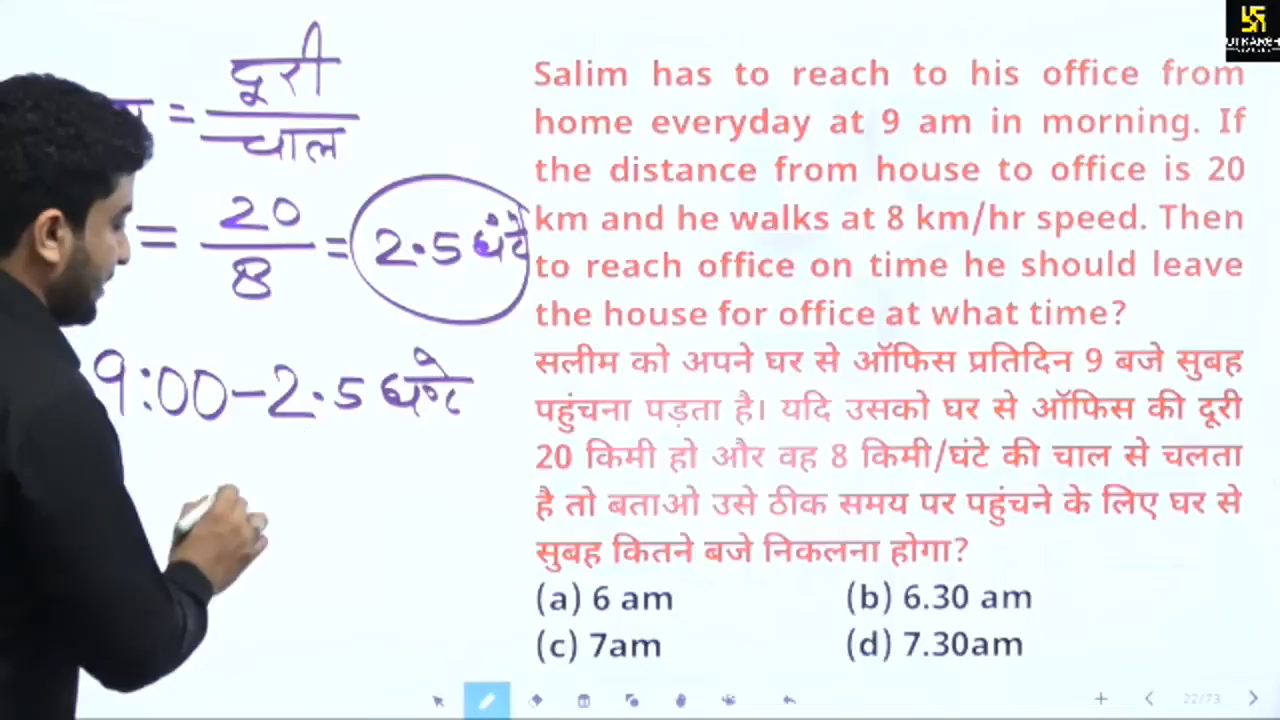 UTKARSH
दूरी
=
चाल
= 20/8 = 2.5 घंटे
9:00-2.5 घंटे
Salim has to reach to his office from
home everyday at 9 am in morning. If
the distance from house to office is 20
km and he walks at 8 km/hr speed. Then
to reach office on time he should leave
the house for office at what time?
सलीम को अपने घर से ऑफिस प्रतिदिन 9 बजे सुबह
पहुंचना पड़ता है। यदि उसको घर से ऑफिस की दूरी
20 किमी हो और वह 8 किमी/घंटे की चाल से चलता
है तो बताओ उसे ठीक समय पर पहुंचने के लिए घर से
सुबह कितने बजे निकलना होगा?
(a) 6 am (b) 6.30 am
(c) 7am (d) 7.30am
22/73